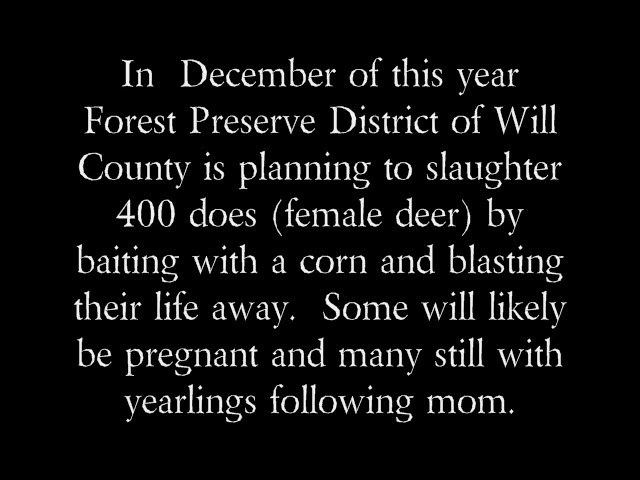 In  December of this year
Forest Preserve District of Will
County is planning to slaughter
400 does (female deer) by
baiting with a corn and blasting
their life away.  Some will likely
be pregnant and many still with
yearlings following mom.